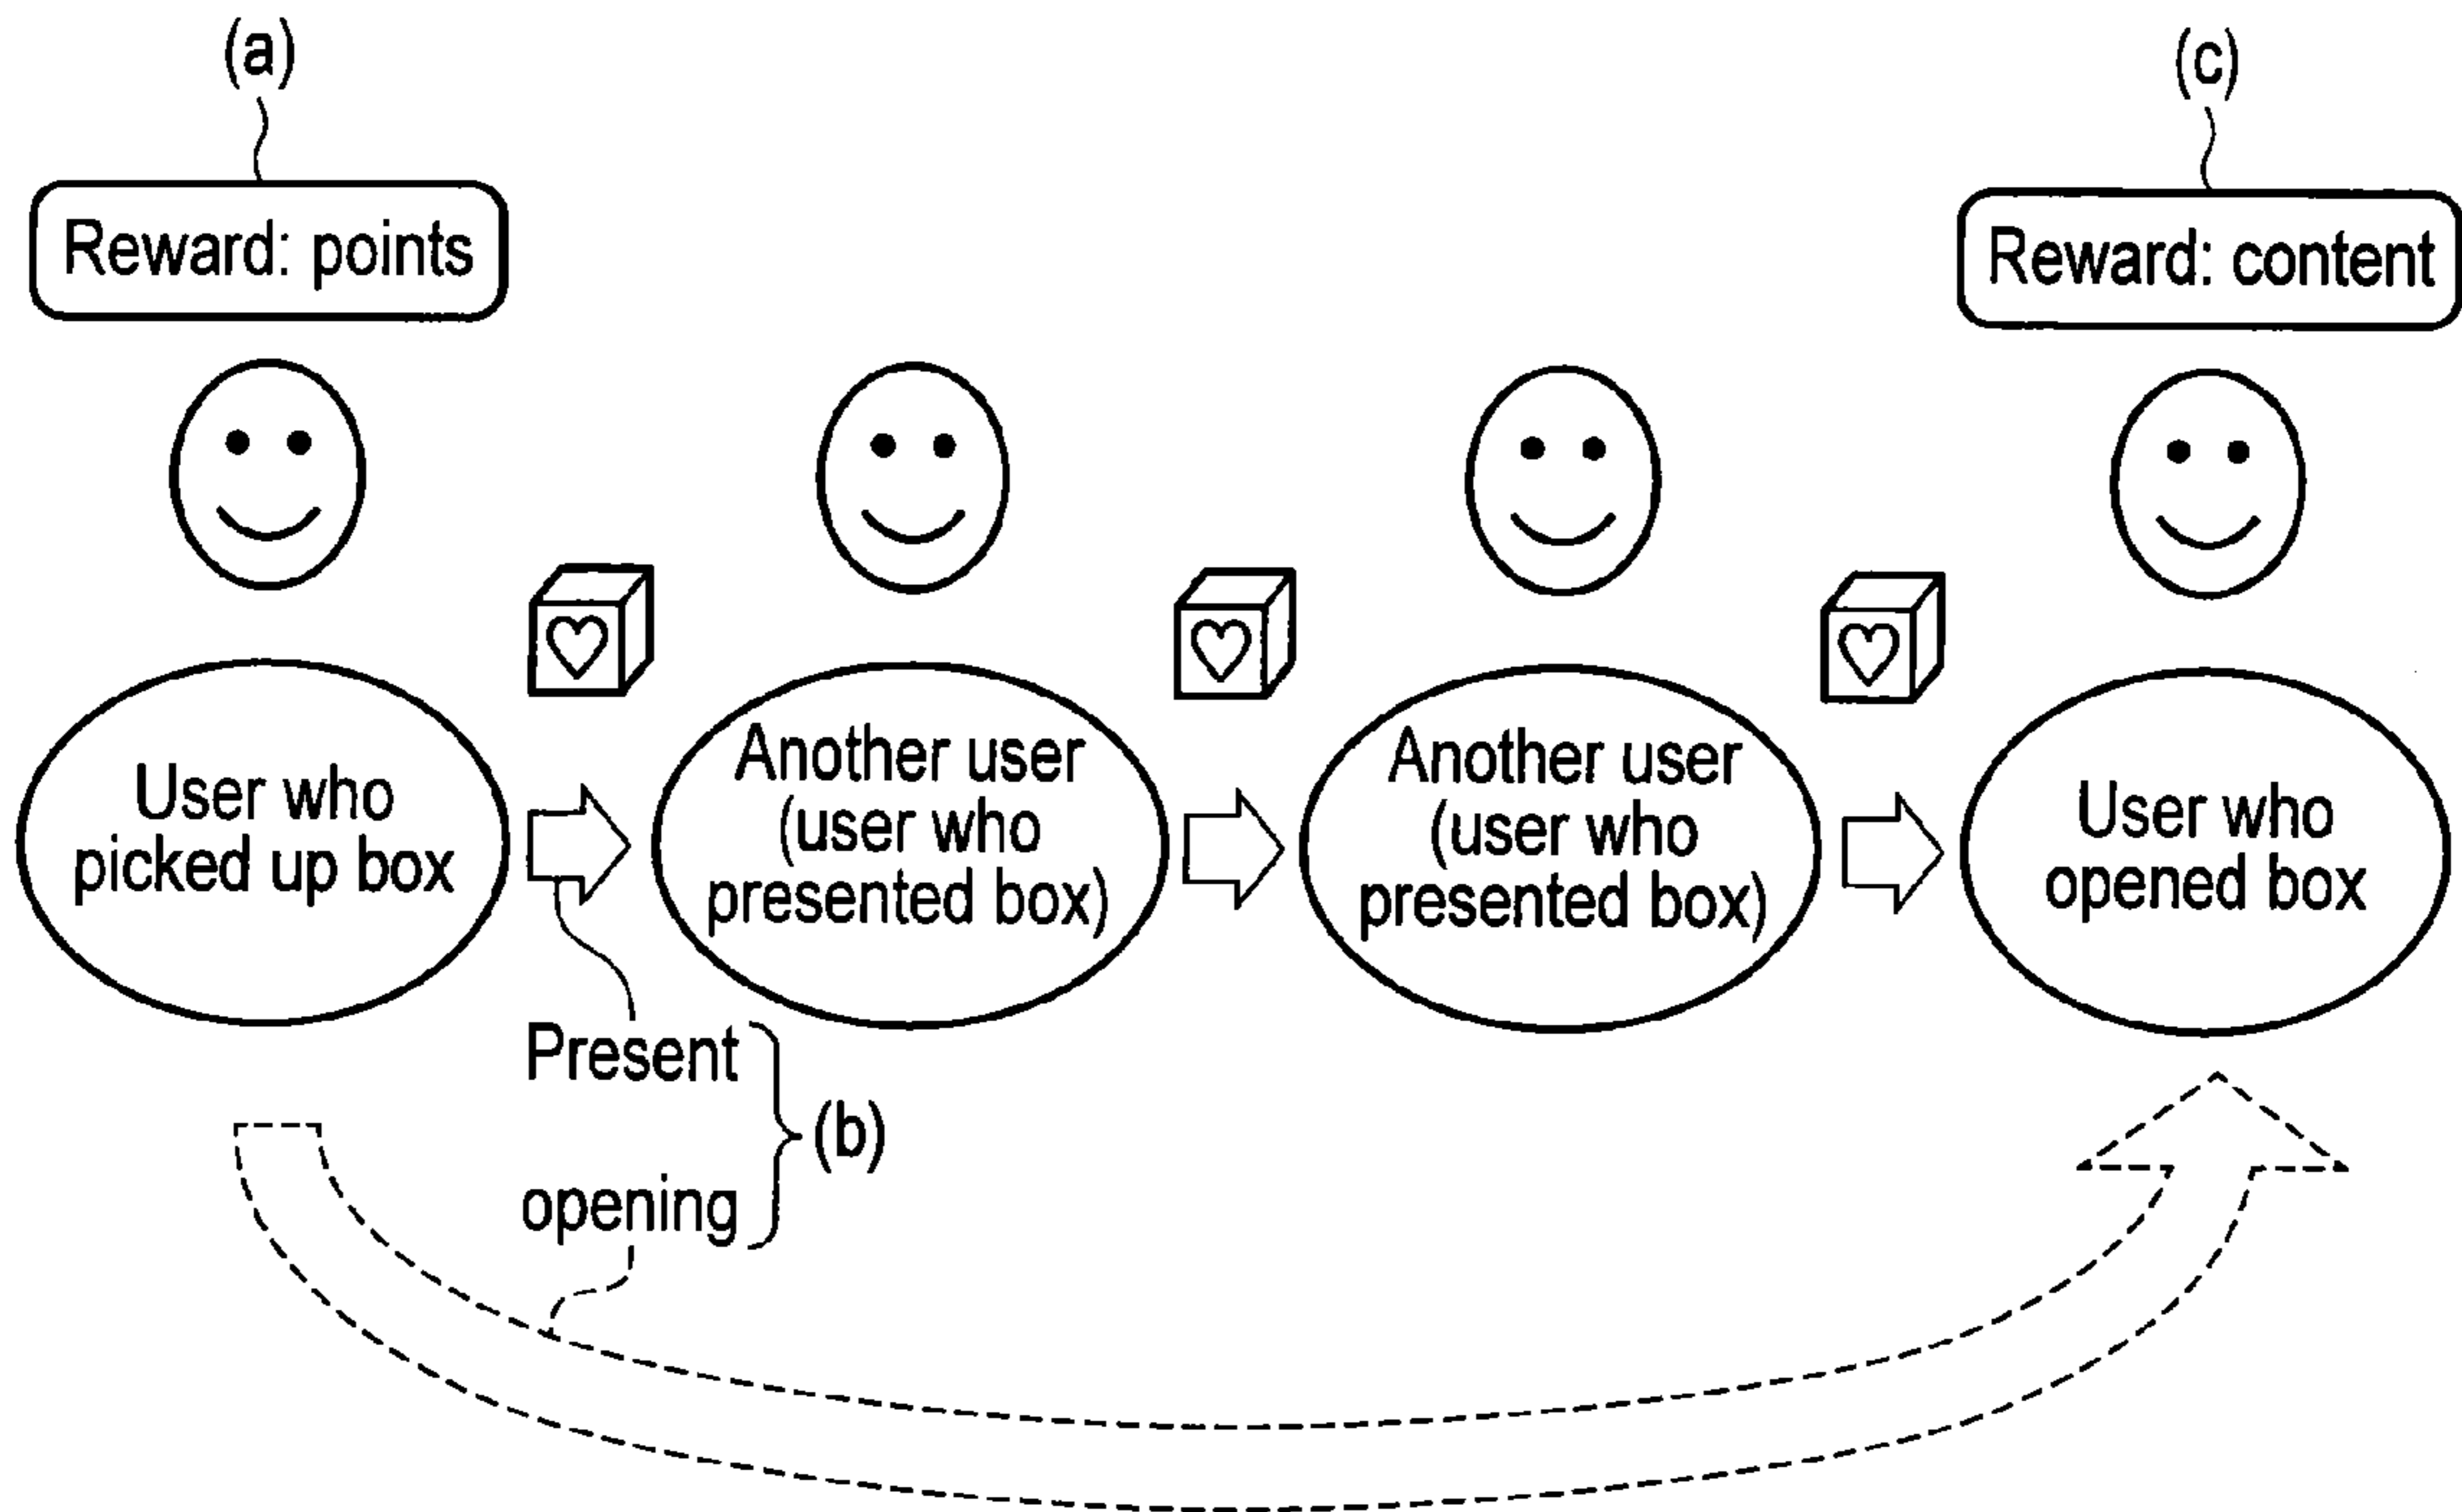 (a)
(c)
Reward: points
Reward: content
User who
picked up box
Another user
(user who
presented box)
Another user
(user who
presented box)
User who
opened box
Present
(b)
opening